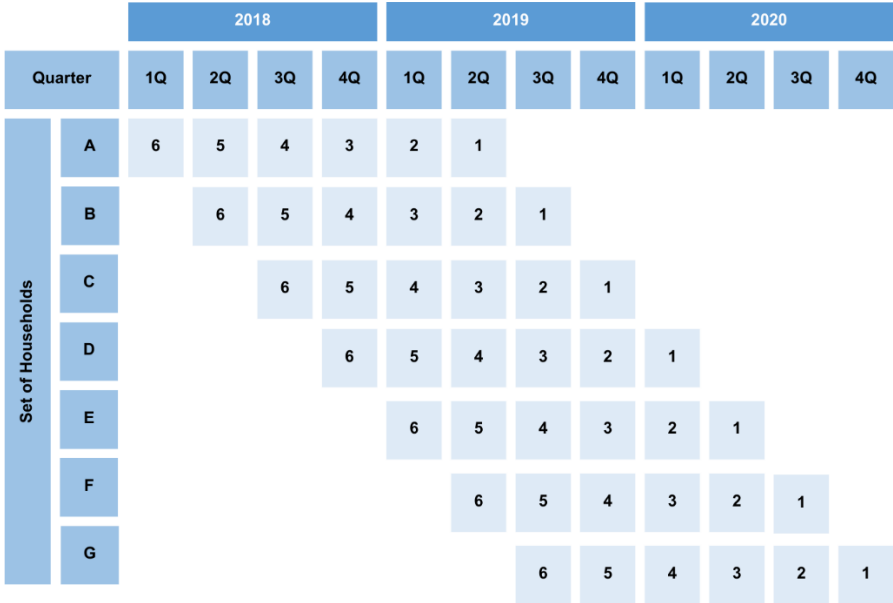 2018 2019 2020
Quarter 1Q 2Q 3Q 4Q 1Q 2Q 3Q 4Q 1Q 2Q 3Q 4Q
Set of Households
A 6 5 4 3 2 1
B 6 5 4 3 2 1
C 6 5 4 3 2 1
D 6 5 4 3 2 1
E 6 5 4 3 2 1
F 6 5 4 3 2 1
G 6 5 4 3 2 1